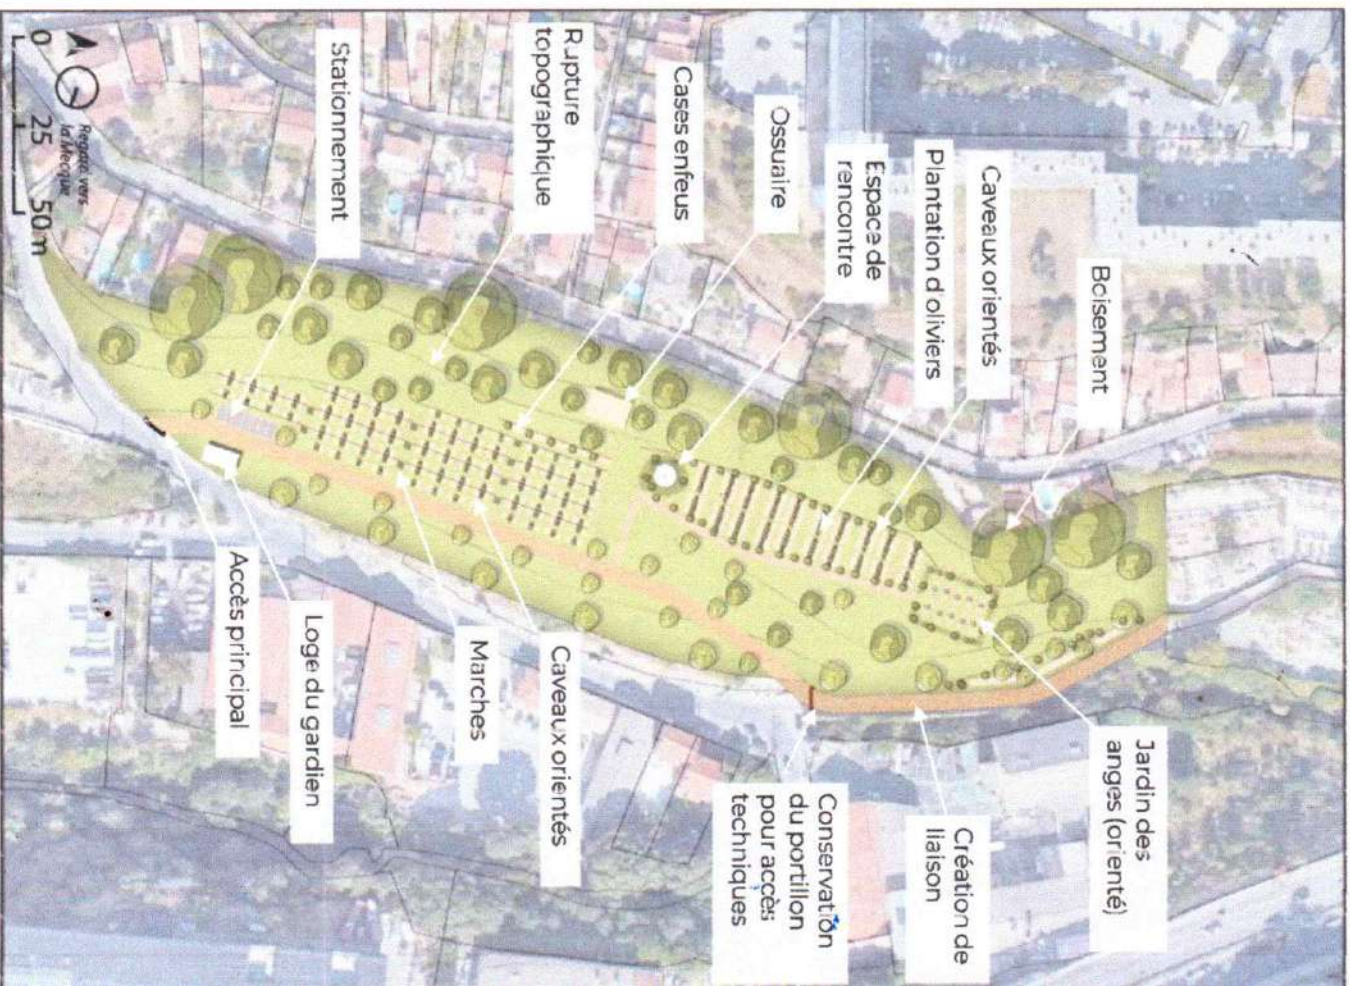 Boisement
Caveaux orientés
Plantation d'oliviers
Espace de
rencontre
Ossuaire
Cases enfeus
Rupture
topographique
Stationnement
Jardin des
anges (orienté)
Création de
liaison
Conservation
du portillon
pour accès
techniques
Caveaux orientés
Marches
Loge du gardien
Accès principal
Regard vers
la Mecque
0 25 50 m